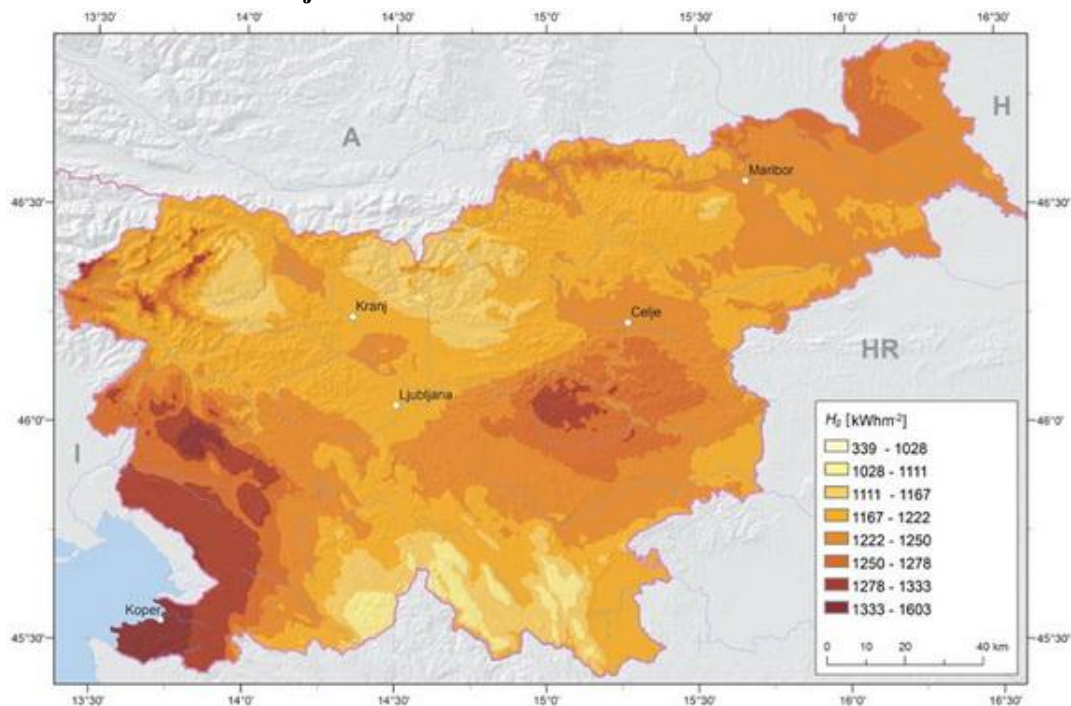 13°30' 14°0' 14°30' 15°0' 15°30' 16°0' 16°30'
A
H
Maribor
46°30' 46°30'
Kranj
Celje
HR
Ljubljana
46°0' 46°0'
I
Koper
45°30' 45°30'
H₂ [kWhm⁻²]
339 - 1028
1028 - 1111
1111 - 1167
1167 - 1222
1222 - 1250
1250 - 1278
1278 - 1333
1333 - 1603
0 10 20 40 km
13°30' 14°0' 14°30' 15°0' 15°30' 16°0' 16°30'